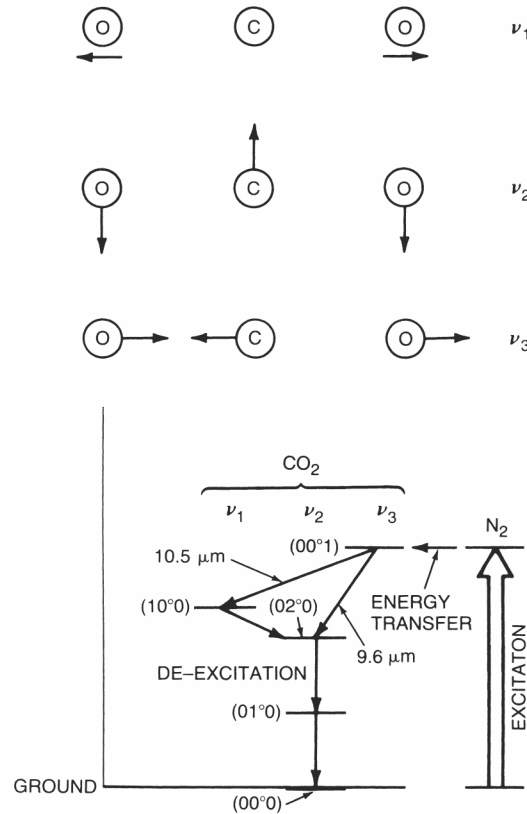 O C O ν₁
O C O ν₂
O C O ν₃
CO₂
ν₁ ν₂ ν₃
N₂
(00°1)
10.5 μm
(10°0)
(02°0)
ENERGY
TRANSFER
9.6 μm
DE–EXCITATION
EXCITATON
(01°0)
GROUND
(00°0)